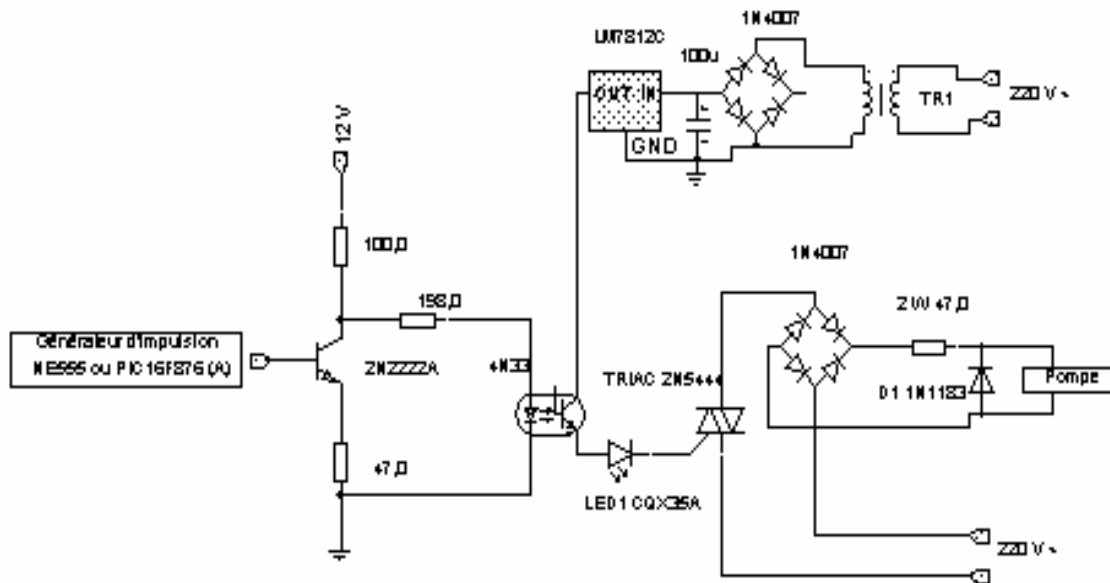 1N4007
LM7812C
100u
OUT IN
GND
TR1
220 V ~
12 V
100,0
198,0
1N4007
2W 47,0
Générateur d'impulsion
NE555 ou PIC16F876 (A)
2N2222A
4N33
TRIAC 2N5444
D1 1N1183
Pompe
47,0
LED1 CQX35A
220 V ~